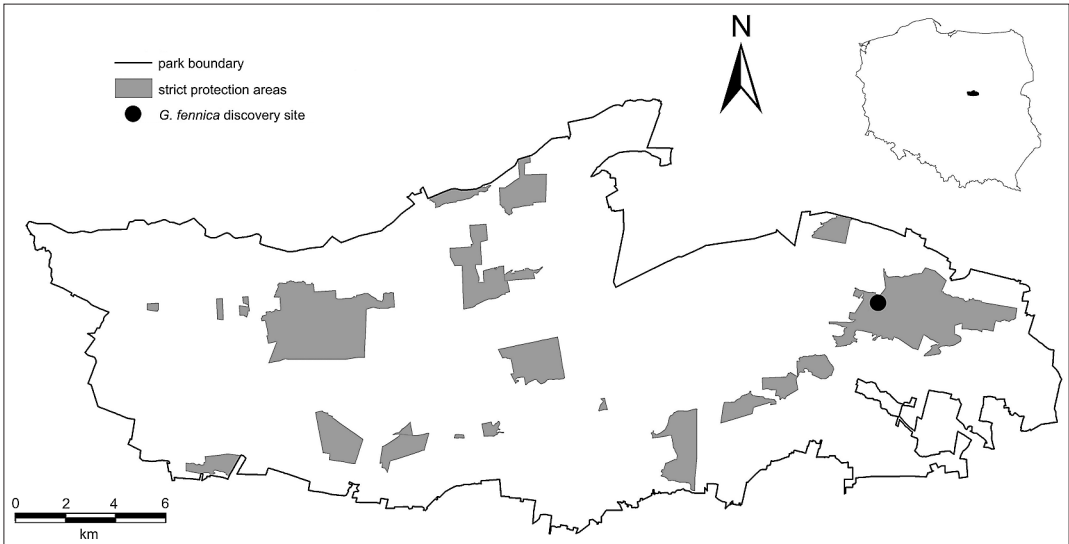 park boundary
strict protection areas
G. fennica discovery site
N
0 2 4 6
km